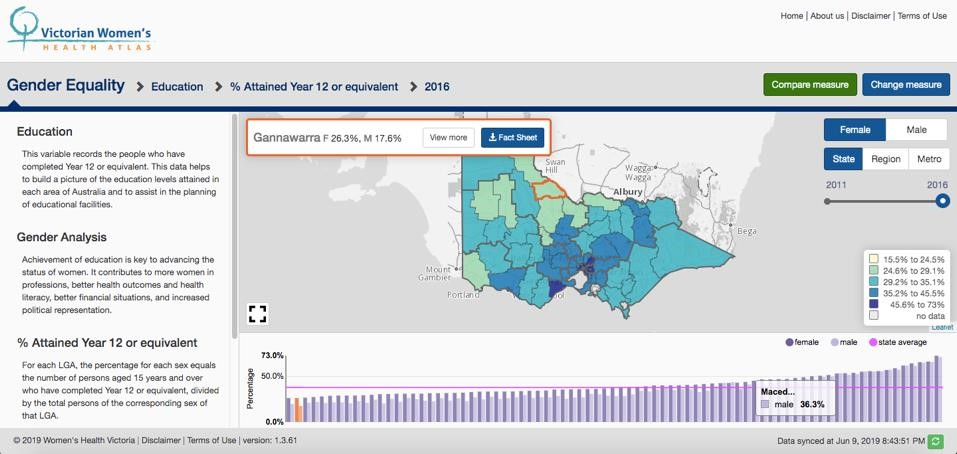 Victorian Women's
HEALTH ATLAS
Home | About us | Disclaimer | Terms of Use
Gender Equality > Education > % Attained Year 12 or equivalent > 2016
Compare measure
Change measure
Education
This variable records the people who have
completed Year 12 or equivalent. This data helps
to build a picture of the education levels attained in
each area of Australia and to assist in the planning
of educational facilities.
Gender Analysis
Achievement of education is key to advancing the
status of women. It contributes to more women in
professions, better health outcomes and health
literacy, better financial situations, and increased
political representation.
% Attained Year 12 or equivalent
For each LGA, the percentage for each sex equals
the number of persons aged 15 years and over
who have completed Year 12 or equivalent, divided
by the total persons of the corresponding sex of
that LGA.
Gannawarra F 26.3%, M 17.6%
View more
Fact Sheet
Female
Male
State
Region
Metro
2011
2016
Swan
Hill
Wagga
Wagga
Albury
Bega
Mount
Gambier
Portland
15.5% to 24.5%
24.6% to 29.1%
29.2% to 35.1%
35.2% to 45.5%
45.6% to 73%
no data
Leaflet
female
male
state average
Percentage
73.0%
50.0%
0.0%
Maced...
male 36.3%
© 2019 Women's Health Victoria | Disclaimer | Terms of Use | version: 1.3.61
Data synced at Jun 9, 2019 8:43:51 PM